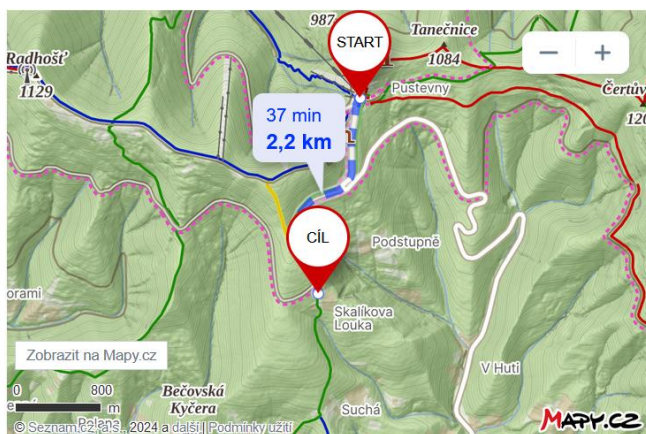 987
START
Tanečnice
1084
Radhošť
1129
Pustevny
−
+
Čertův
120
37 min
2,2 km
CÍL
Podstupně
orami
Skalíkova
Louka
V Huti
Zobrazit na Mapy.cz
0 800
m
Bečovská
Kyčera
Suchá
© Seznam.cz, a.s., 2024 a další | Podmínky užití
MAPY.CZ